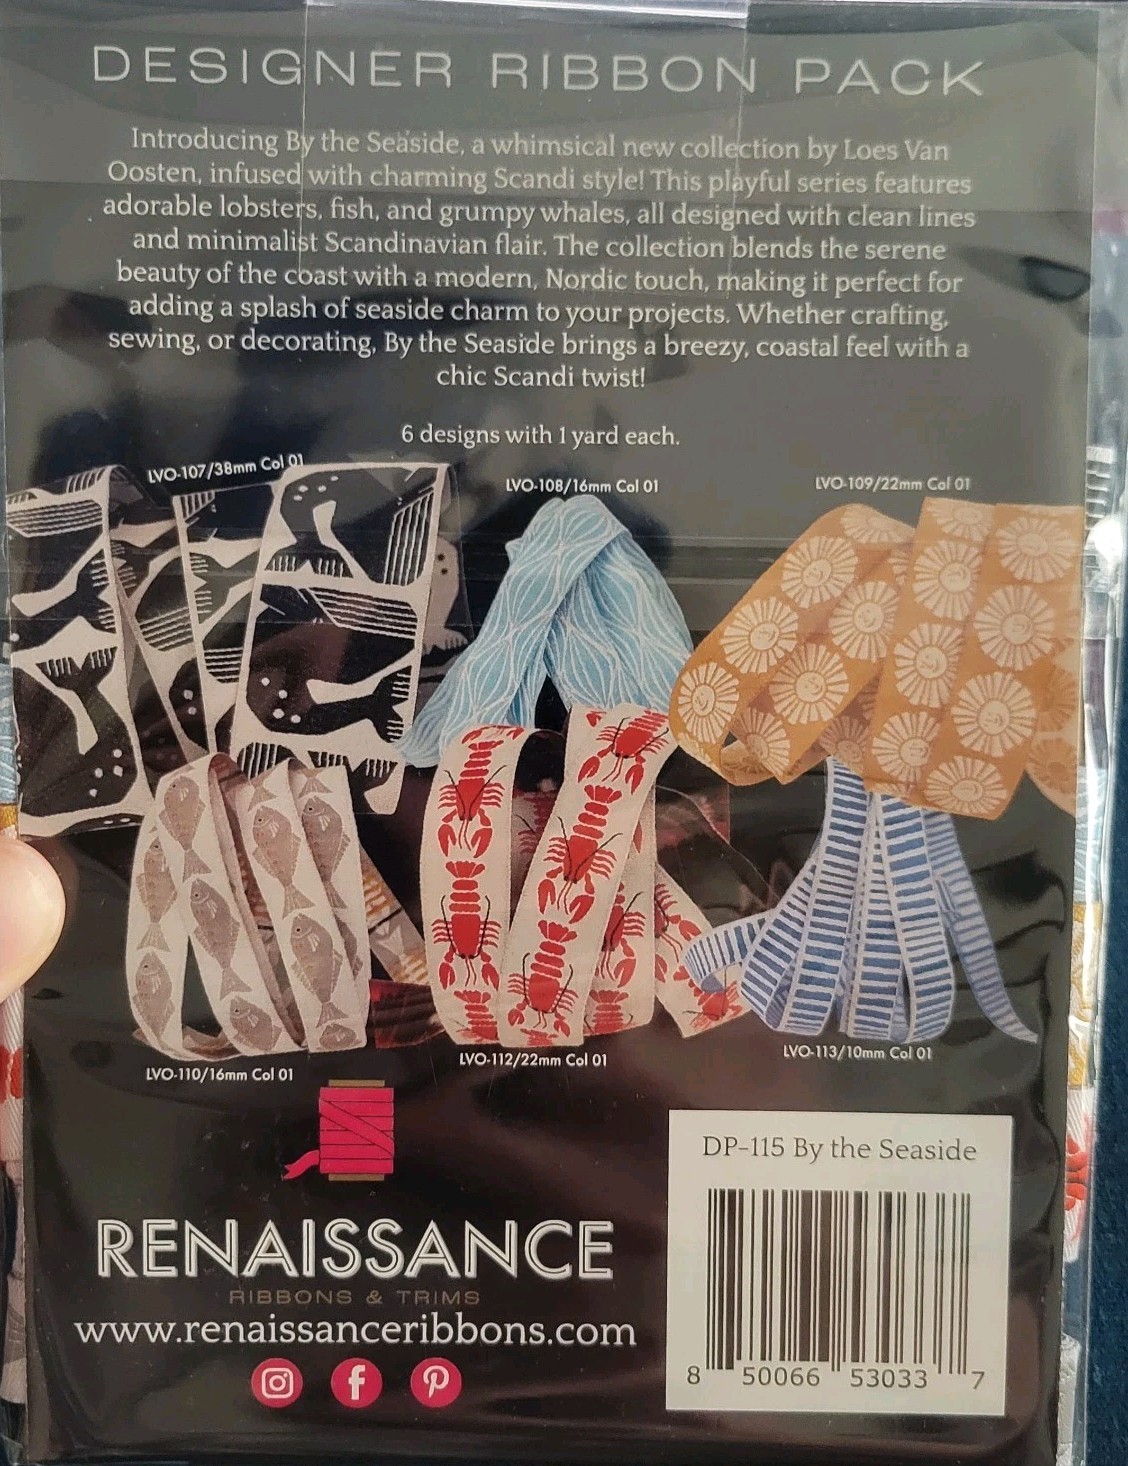 DESIGNER RIBBON PACK
Introducing By the Seaside, a whimsical new collection by Loes Van
Oosten, infused with charming Scandi style! This playful series features
adorable lobsters, fish, and grumpy whales, all designed with clean lines
and minimalist Scandinavian flair. The collection blends the serene
beauty of the coast with a modern, Nordic touch, making it perfect for
adding a splash of seaside charm to your projects. Whether crafting,
sewing, or decorating, By the Seaside brings a breezy, coastal feel with a
chic Scandi twist!
6 designs with 1 yard each.
LVO-107/38mm Col 01
LVO-108/16mm Col 01
LVO-109/22mm Col 01
LVO-110/16mm Col 01
LVO-112/22mm Col 01
LVO-113/10mm Col 01
DP-115 By the Seaside
8 50066 53033 7
RENAISSANCE
RIBBONS & TRIMS
www.renaissanceribbons.com